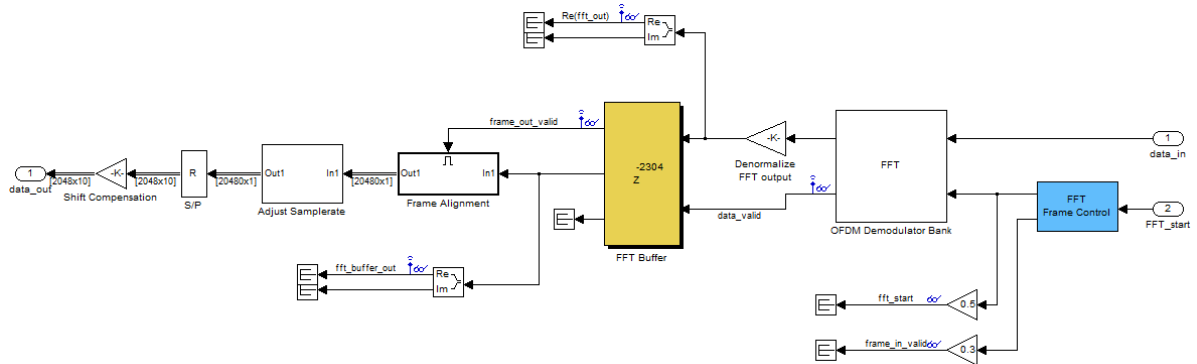 Re(fft_out)
Re
Im
frame_out_valid
-2304
Z
FFT Buffer
-K-
Denormalize
FFT output
FFT
OFDM Demodulator Bank
1
data_in
FFT
Frame Control
2
FFT_start
data_valid
1
data_out
[2048x10]
-K-
Shift Compensation
[2048x10]
R
S/P
[20480x1]
Out1
In1
Adjust Samplerate
[20480x1]
Out1
In1
Frame Alignment
fft_buffer_out
Re
Im
fft_start
0.5
frame_in_valid
0.3